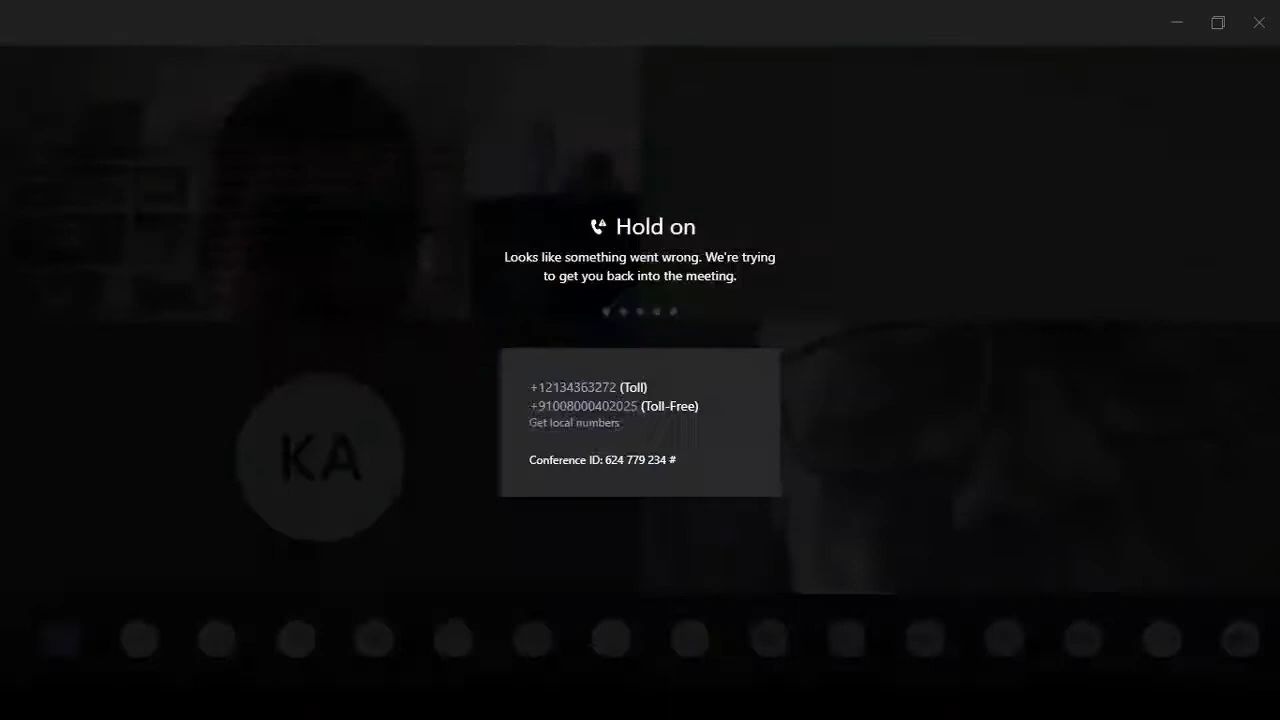 Hold on
Looks like something went wrong. We're trying
to get you back into the meeting.
+12134363272 (Toll)
+91008000402025 (Toll-Free)
Get local numbers
Conference ID: 624 779 234 #
KA